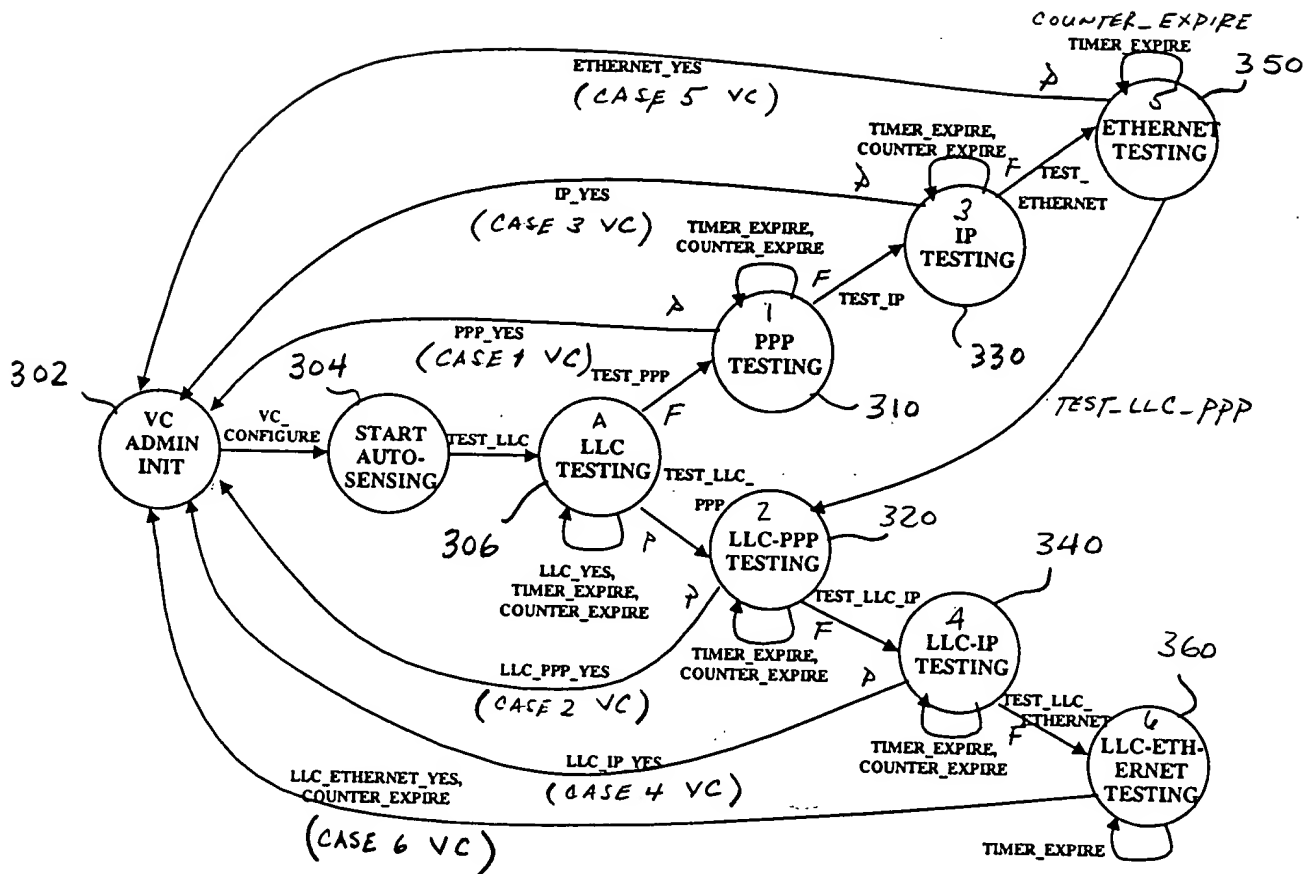 COUNTER_EXPIRE
TIMER_EXPIRE
350
ETHERNET_YES
(CASE 5 VC)
P
5
ETHERNET
TESTING
TIMER_EXPIRE,
COUNTER_EXPIRE
F
TEST_
ETHERNET
P
IP_YES
(CASE 3 VC)
3
IP
TESTING
330
TIMER_EXPIRE,
COUNTER_EXPIRE
F
TEST_IP
P
PPP_YES
(CASE 1 VC)
1
PPP
TESTING
310
TEST_PPP
F
TEST_LLC-PPP
302
VC
ADMIN
INIT
VC_
CONFIGURE
304
START
AUTO-
SENSING
TEST_LLC
A
LLC
TESTING
306
LLC_YES,
TIMER_EXPIRE,
COUNTER_EXPIRE
TEST_LLC_
PPP
P
2
LLC-PPP
TESTING
320
P
TIMER_EXPIRE,
COUNTER_EXPIRE
LLC_PPP_YES
(CASE 2 VC)
TEST_LLC_IP
F
340
4
LLC-IP
TESTING
P
TIMER_EXPIRE,
COUNTER_EXPIRE
LLC_IP_YES
(CASE 4 VC)
TEST_LLC_
ETHERNET
F
360
6
LLC-ETH-
ERNET
TESTING
TIMER_EXPIRE
LLC_ETHERNET_YES,
COUNTER_EXPIRE
(CASE 6 VC)